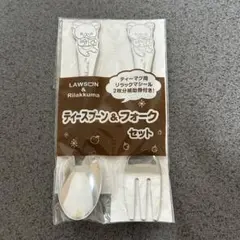 LAWSON
&
Rilakkuma
ティーマグ用
リラックマシール
2枚分補助券付き!
ティースプーン&フォーク
セット